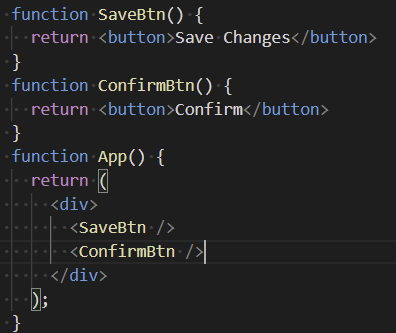 function SaveBtn() {
  return <button>Save Changes</button>
}
function ConfirmBtn() {
  return <button>Confirm</button>
}
function App() {
  return (
    <div>
      <SaveBtn />
      <ConfirmBtn />
    </div>
  );
}